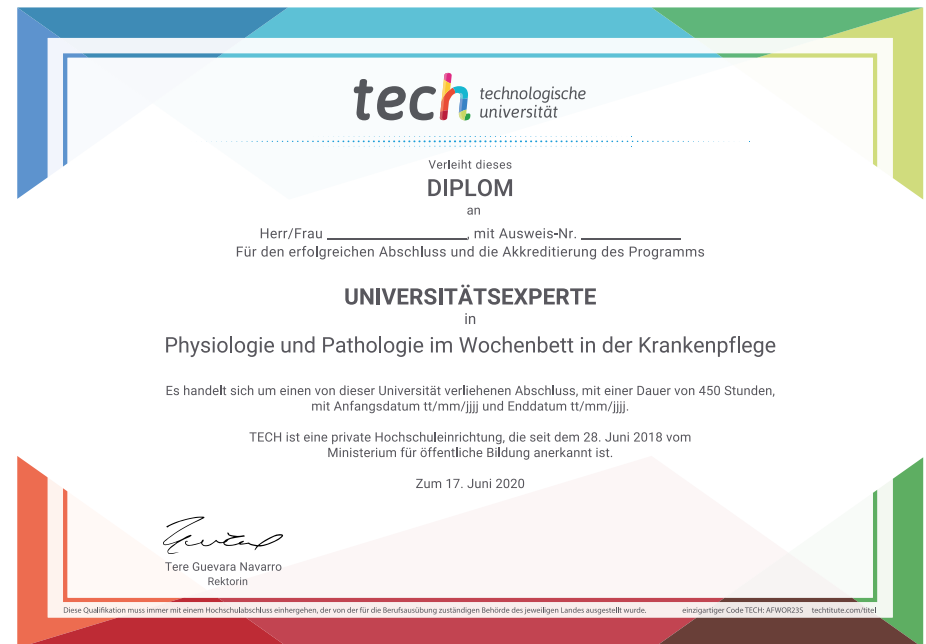 tech technologische
universität
Verleiht dieses
DIPLOM
an
Herr/Frau ____________, mit Ausweis-Nr. ____________
Für den erfolgreichen Abschluss und die Akkreditierung des Programms
UNIVERSITÄTSEXPERTE
in
Physiologie und Pathologie im Wochenbett in der Krankenpflege
Es handelt sich um einen von dieser Universität verliehenen Abschluss, mit einer Dauer von 450 Stunden,
mit Anfangsdatum tt/mm/jjjj und Enddatum tt/mm/jjjj.
TECH ist eine private Hochschuleinrichtung, die seit dem 28. Juni 2018 vom
Ministerium für öffentliche Bildung anerkannt ist.
Zum 17. Juni 2020
Tere Guevara Navarro
Rektorin
Diese Qualifikation muss immer mit einem Hochschulabschluss einhergehen, der von der für die Berufsausübung zuständigen Behörde des jeweiligen Landes ausgestellt wurde. einzigartiger Code TECH: AFWOR23S techtitute.com/titel